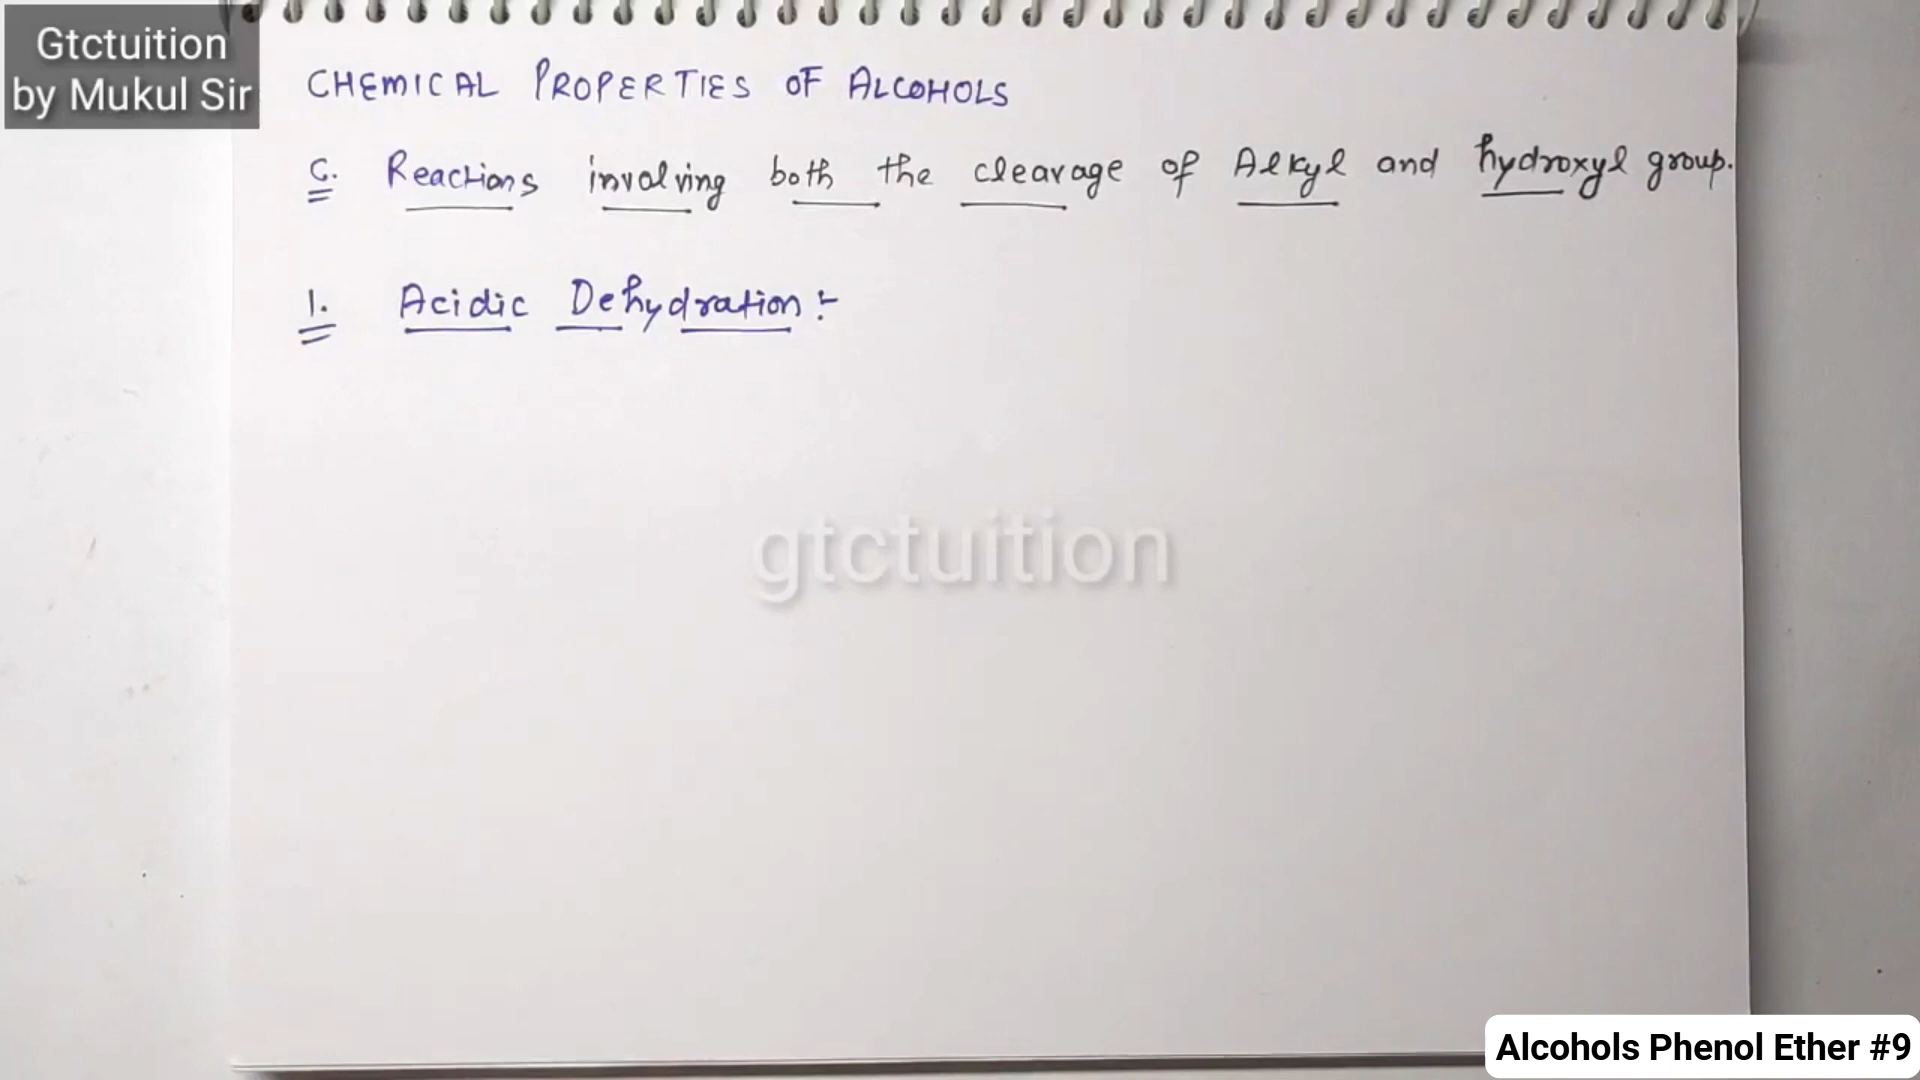 Gtctuition
by Mukul Sir
CHEMICAL PROPERTIES OF ALCOHOLS
C. Reactions involving both the cleavage of Alkyl and hydroxyl group.
1. Acidic Dehydration :-
gtctuition
Alcohols Phenol Ether #9